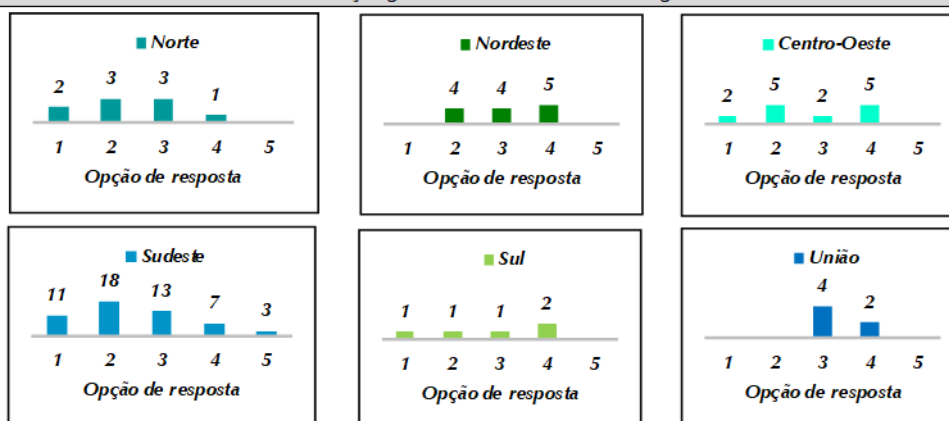 Norte
2 3 3 1
1 2 3 4 5
Opção de resposta
Nordeste
4 4 5
1 2 3 4 5
Opção de resposta
Centro-Oeste
2 5 2 5
1 2 3 4 5
Opção de resposta
Sudeste
11 18 13 7 3
1 2 3 4 5
Opção de resposta
Sul
1 1 1 2
1 2 3 4 5
Opção de resposta
União
4 2
1 2 3 4 5
Opção de resposta